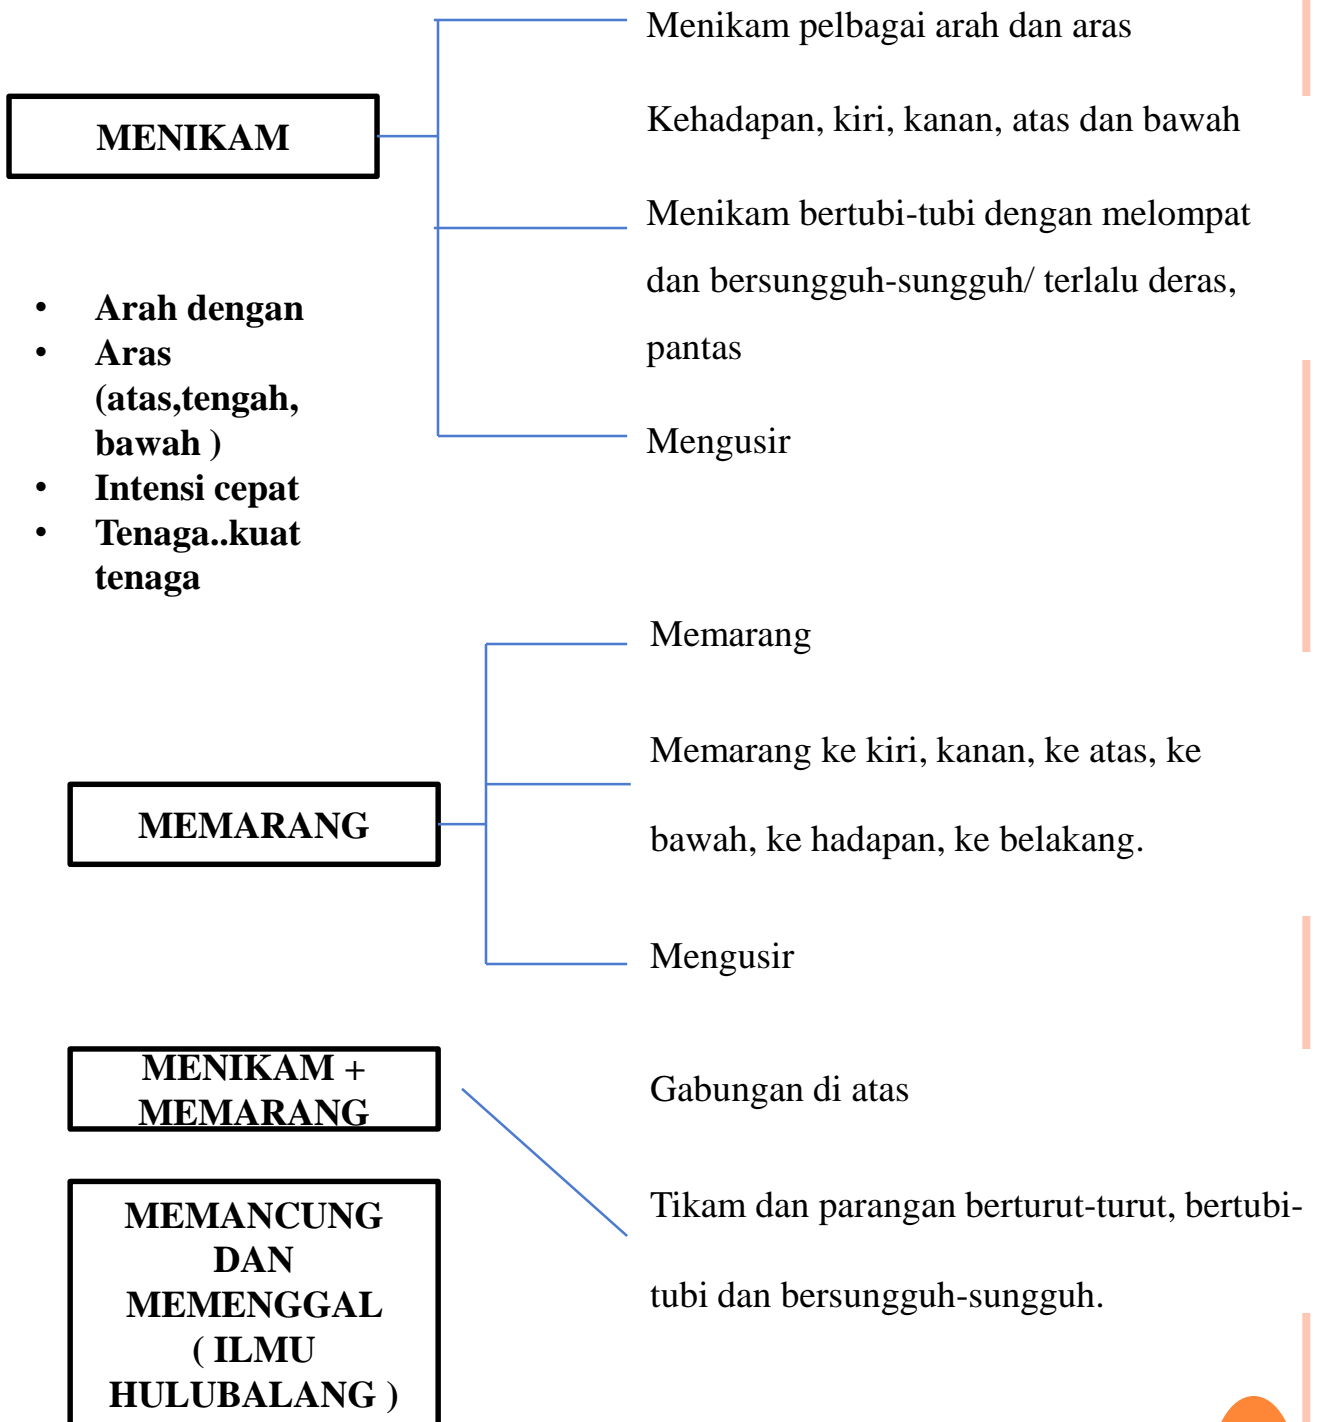 Menikam pelbagai arah dan aras
MENIKAM
Kehadapan, kiri, kanan, atas dan bawah
Menikam bertubi-tubi dengan melompat
dan bersungguh-sungguh/ terlalu deras,
pantas
Mengusir
• Arah dengan
• Aras
(atas,tengah,
bawah )
• Intensi cepat
• Tenaga..kuat
tenaga
MEMARANG
Memarang
Memarang ke kiri, kanan, ke atas, ke
bawah, ke hadapan, ke belakang.
Mengusir
MENIKAM +
MEMARANG
Gabungan di atas
Tikam dan parangan berturut-turut, bertubi-
tubi dan bersungguh-sungguh.
MEMANCUNG
DAN
MEMENGGAL
( ILMU
HULUBALANG )